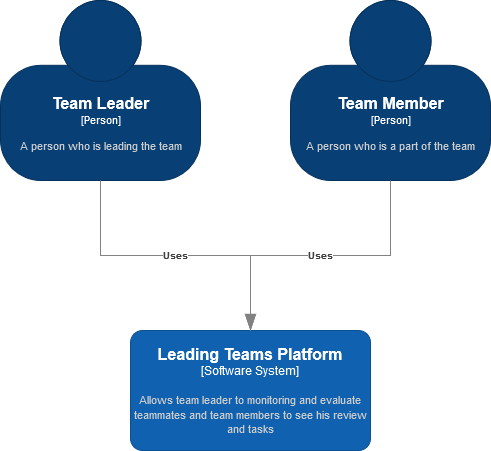 Team Leader
[Person]
A person who is leading the team
Team Member
[Person]
A person who is a part of the team
Uses
Uses
Leading Teams Platform
[Software System]
Allows team leader to monitoring and evaluate
teammates and team members to see his review
and tasks